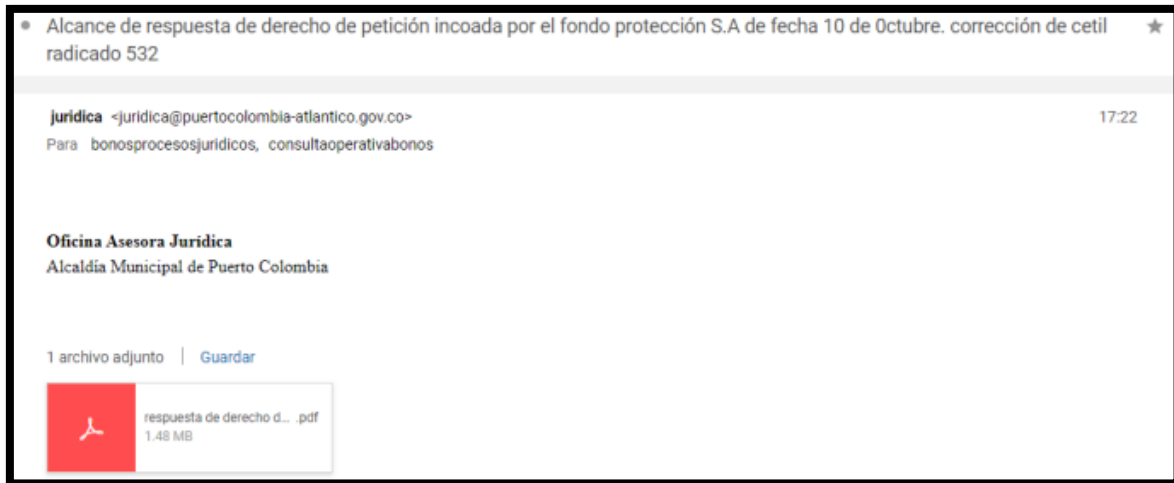 Alcance de respuesta de derecho de petición incoada por el fondo protección S.A de fecha 10 de 0ctubre. corrección de cetil
radicado 532
juridica <juridica@puertocolombia-atlantico.gov.co> 17:22
Para bonosprocesosjuridicos, consultaoperativabonos
Oficina Asesora Jurídica
Alcaldía Municipal de Puerto Colombia
1 archivo adjunto | Guardar
respuesta de derecho d... .pdf
1.48 MB